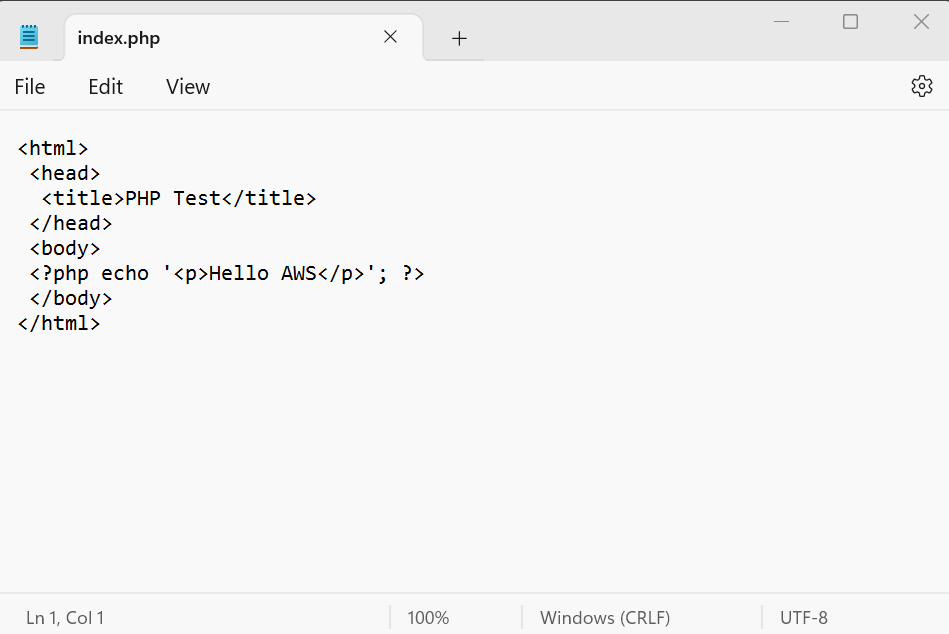 index.php
File Edit View
<html>
 <head>
  <title>PHP Test</title>
 </head>
 <body>
 <?php echo '<p>Hello AWS</p>'; ?>
 </body>
</html>
Ln 1, Col 1 100% Windows (CRLF) UTF-8